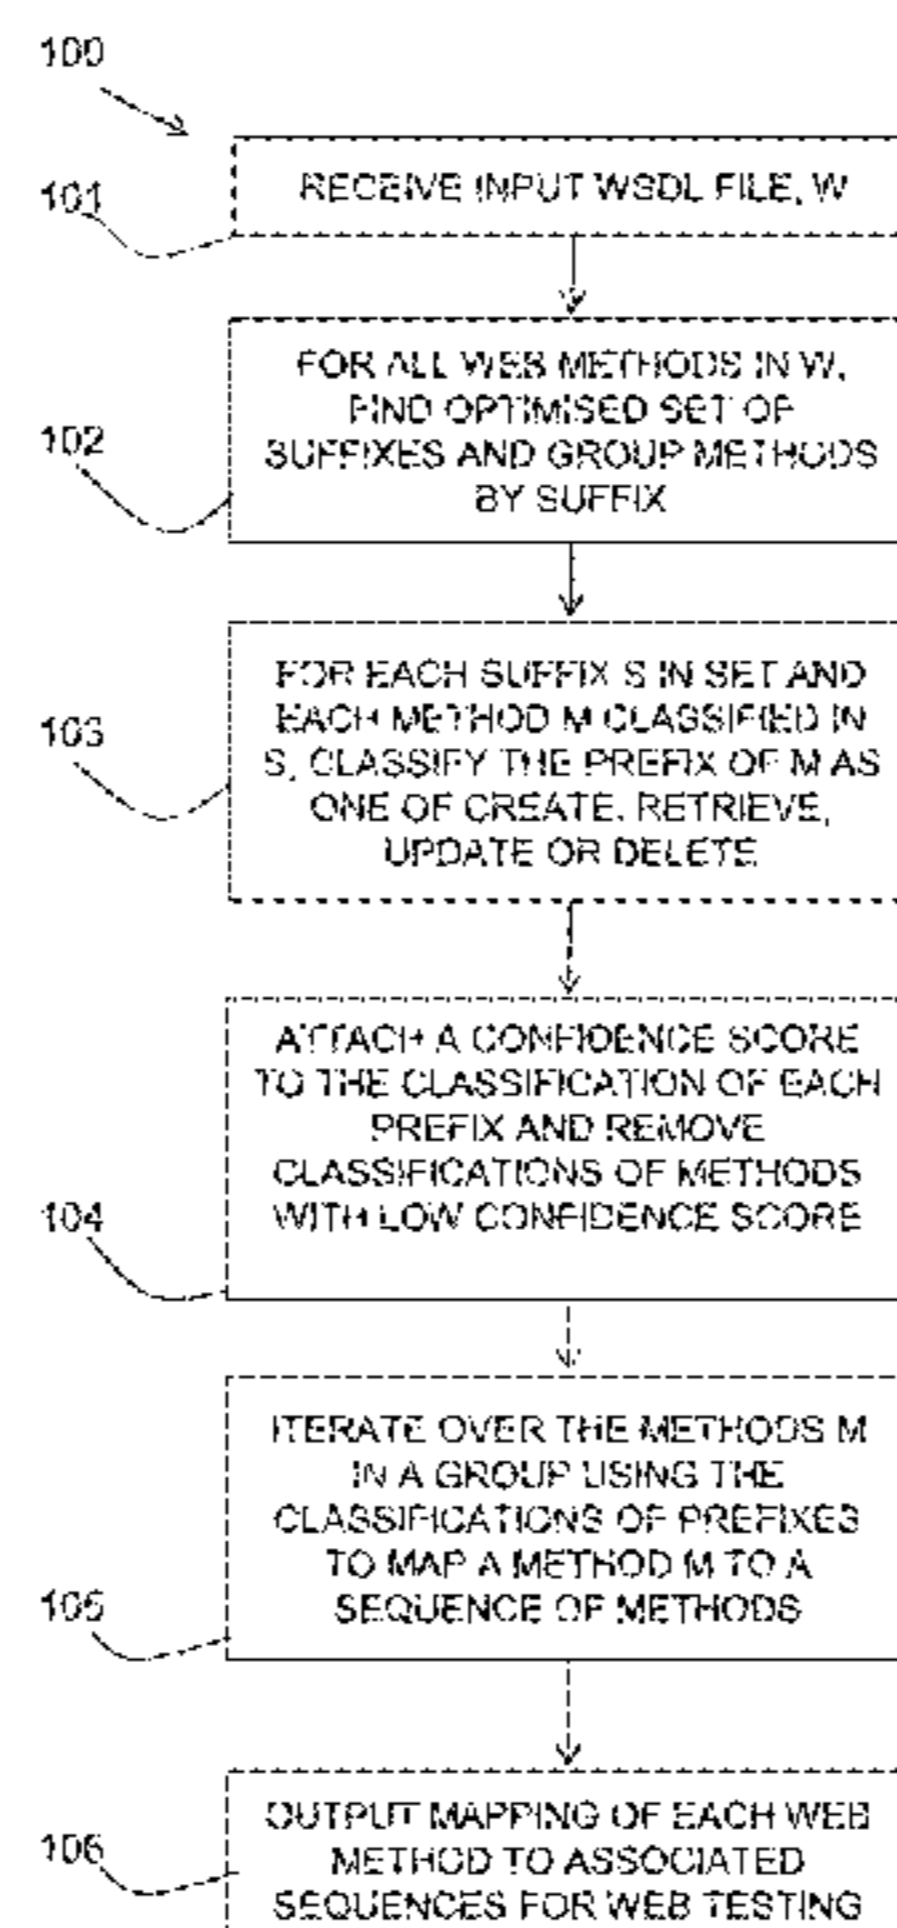 100
101
RECEIVE INPUT WSDL FILE, W
102
FOR ALL WEB METHODS IN W,
FIND OPTIMISED SET OF
SUFFIXES AND GROUP METHODS
BY SUFFIX
103
FOR EACH SUFFIX S IN SET AND
EACH METHOD M CLASSIFIED IN
S, CLASSIFY THE PREFIX OF M AS
ONE OF CREATE, RETRIEVE,
UPDATE OR DELETE
104
ATTACH A CONFIDENCE SCORE
TO THE CLASSIFICATION OF EACH
PREFIX AND REMOVE
CLASSIFICATIONS OF METHODS
WITH LOW CONFIDENCE SCORE
105
ITERATE OVER THE METHODS M
IN A GROUP USING THE
CLASSIFICATIONS OF PREFIXES
TO MAP A METHOD M TO A
SEQUENCE OF METHODS
106
OUTPUT MAPPING OF EACH WEB
METHOD TO ASSOCIATED
SEQUENCES FOR WEB TESTING